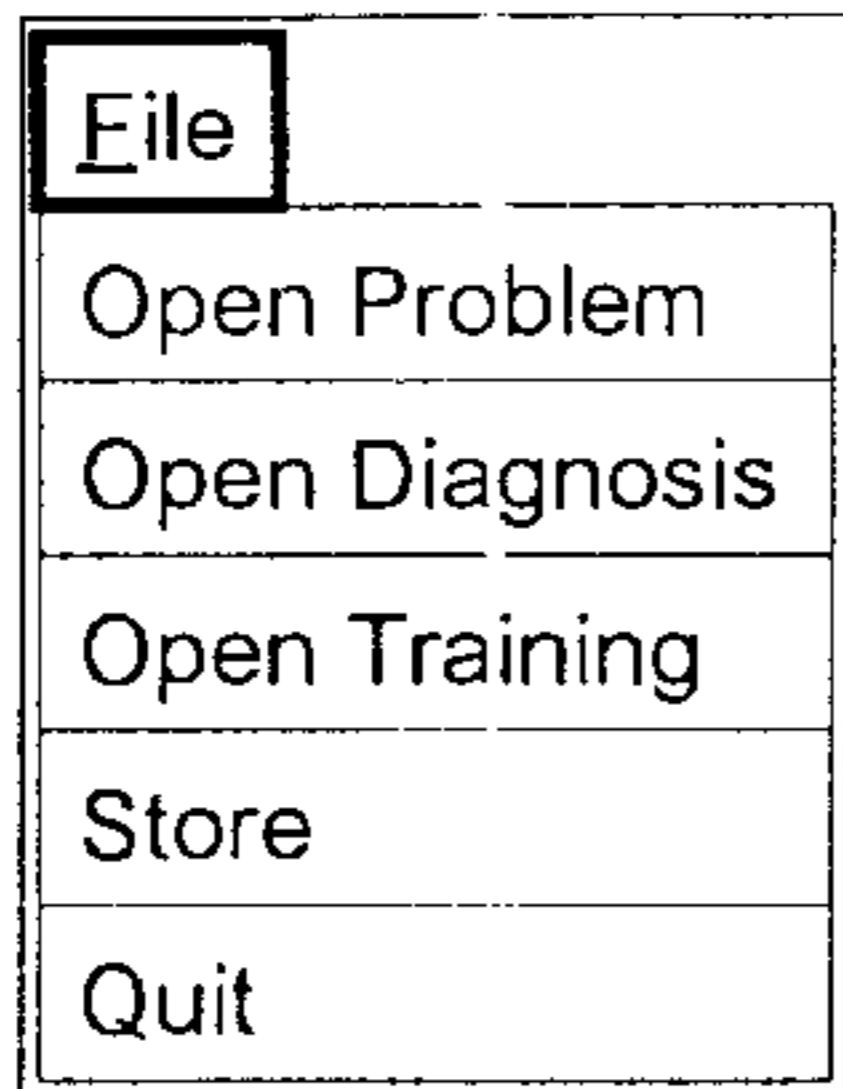 File
Open Problem
Open Diagnosis
Open Training
Store
Quit